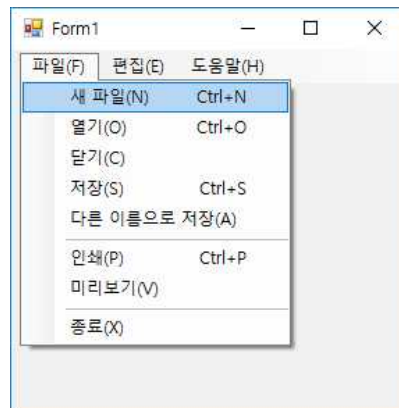 Form1
파일(F) 편집(E) 도움말(H)
새 파일(N) Ctrl+N
열기(O) Ctrl+O
닫기(C)
저장(S) Ctrl+S
다른 이름으로 저장(A)
인쇄(P) Ctrl+P
미리보기(V)
종료(X)